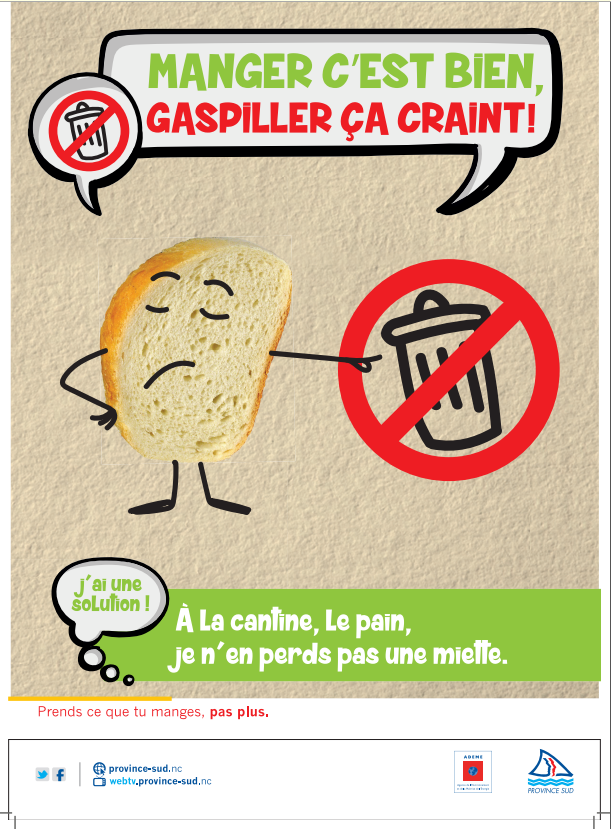 MANGER C'EST BIEN,
GASPILLER ÇA CRAINT!
j'ai une
solution !
À La cantine, Le pain,
je n'en perds pas une miette.
Prends ce que tu manges, pas plus.
province-sud.nc
webtv.province-sud.nc
ADEME
PROVINCE SUD